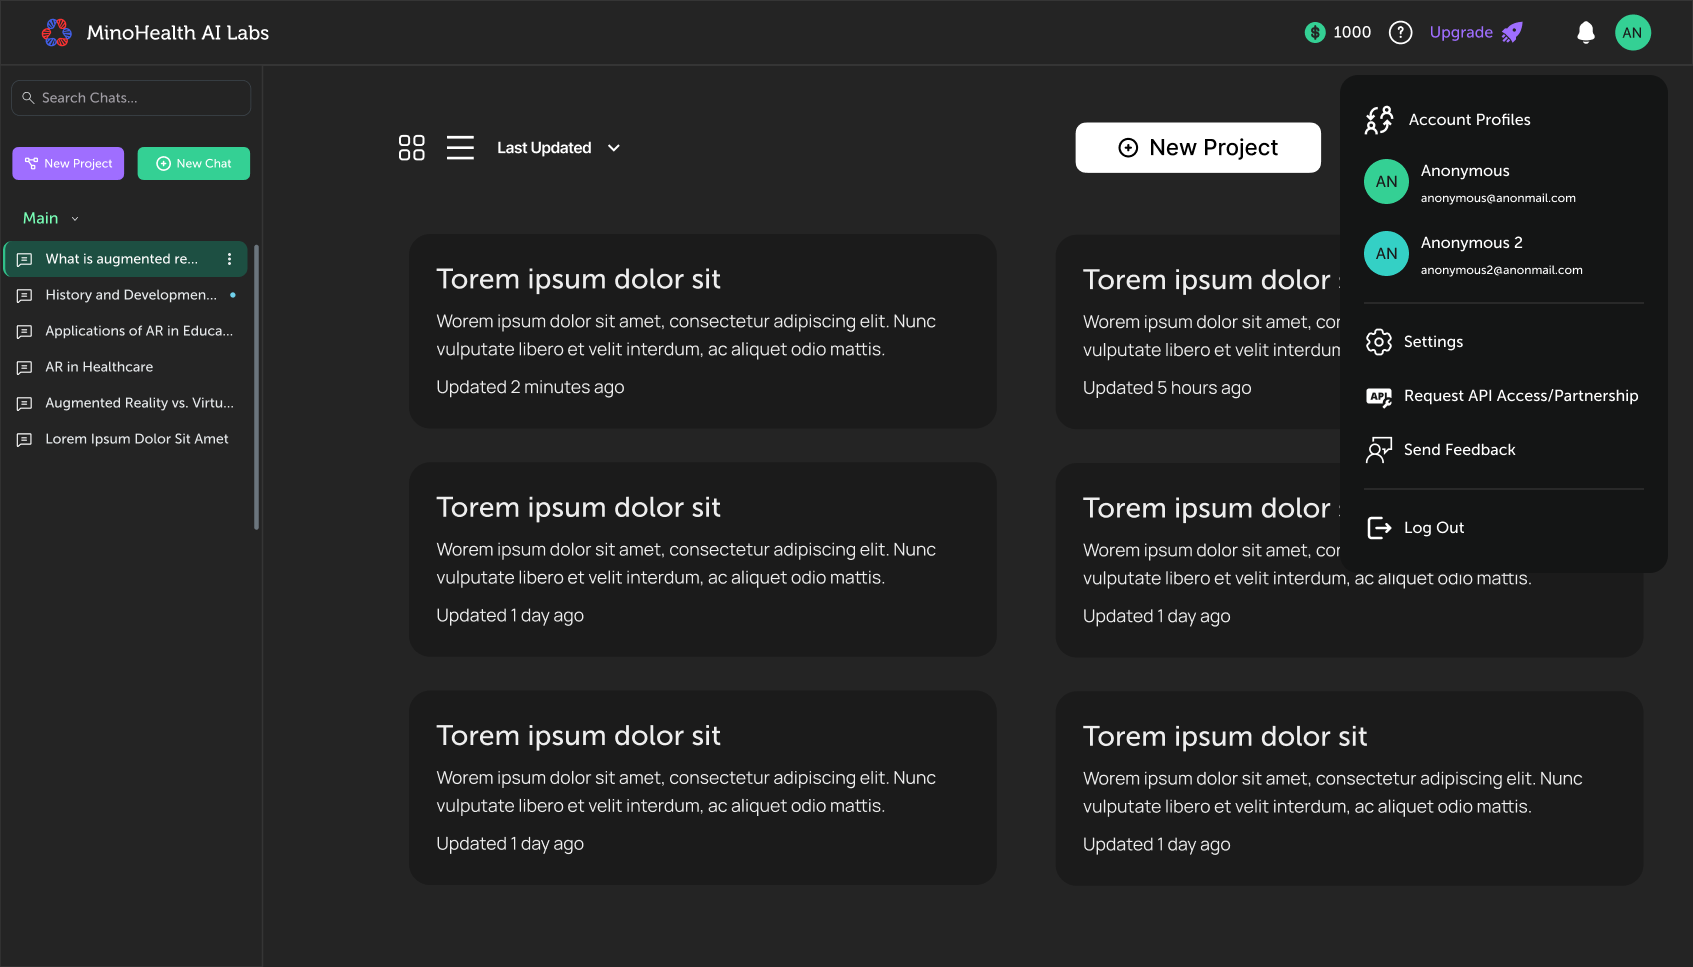 MinoHealth AI Labs
1000
?
Upgrade
AN
Search Chats...
New Project
New Chat
Main
What is augmented re...
History and Developmen...
Applications of AR in Educa...
AR in Healthcare
Augmented Reality vs. Virtu...
Lorem Ipsum Dolor Sit Amet
Last Updated
New Project
Torem ipsum dolor sit
Worem ipsum dolor sit amet, consectetur adipiscing elit. Nunc
vulputate libero et velit interdum, ac aliquet odio mattis.
Updated 2 minutes ago
Torem ipsum dolor
Worem ipsum dolor sit amet,
vulputate libero et velit
Updated 5 hours ago
Torem ipsum dolor sit
Worem ipsum dolor sit amet, consectetur adipiscing elit. Nunc
vulputate libero et velit interdum, ac aliquet odio mattis.
Updated 1 day ago
Torem ipsum dolor
Worem ipsum dolor sit amet,
vulputate libero et velit interdum, ac aliquet odio mattis.
Updated 1 day ago
Torem ipsum dolor sit
Worem ipsum dolor sit amet, consectetur adipiscing elit. Nunc
vulputate libero et velit interdum, ac aliquet odio mattis.
Updated 1 day ago
Torem ipsum dolor sit
Worem ipsum dolor sit amet, consectetur adipiscing elit. Nunc
vulputate libero et velit interdum, ac aliquet odio mattis.
Updated 1 day ago
Account Profiles
AN
Anonymous
anonymous@anonmail.com
AN
Anonymous 2
anonymous2@anonmail.com
Settings
API
Request API Access/Partnership
Send Feedback
Log Out